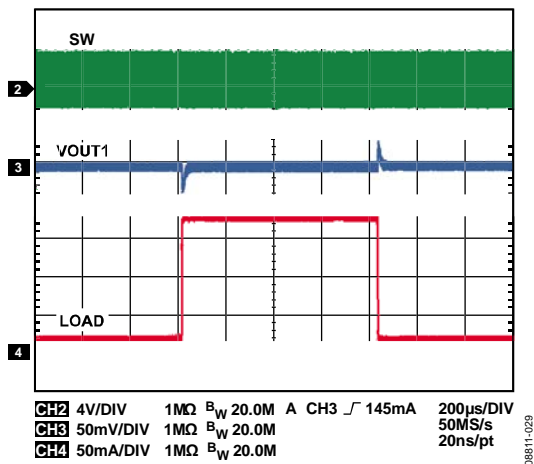 SW
2
VOUT1
3
LOAD
4
CH2 4V/DIV 1MΩ BW 20.0M A CH3 ⎍ 145mA 200µs/DIV
CH3 50mV/DIV 1MΩ BW 20.0M 50MS/s
CH4 50mA/DIV 1MΩ BW 20.0M 20ns/pt
08811-029